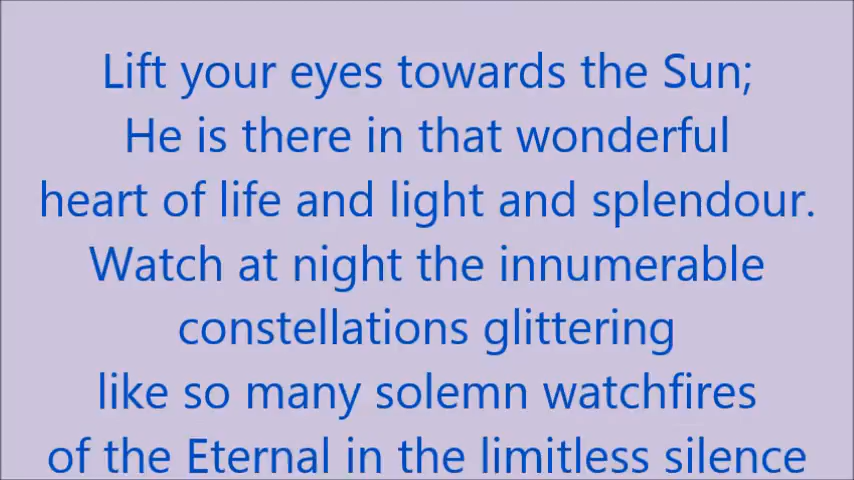 Lift your eyes towards the Sun;
He is there in that wonderful
heart of life and light and splendour.
Watch at night the innumerable
constellations glittering
like so many solemn watchfires
of the Eternal in the limitless silence